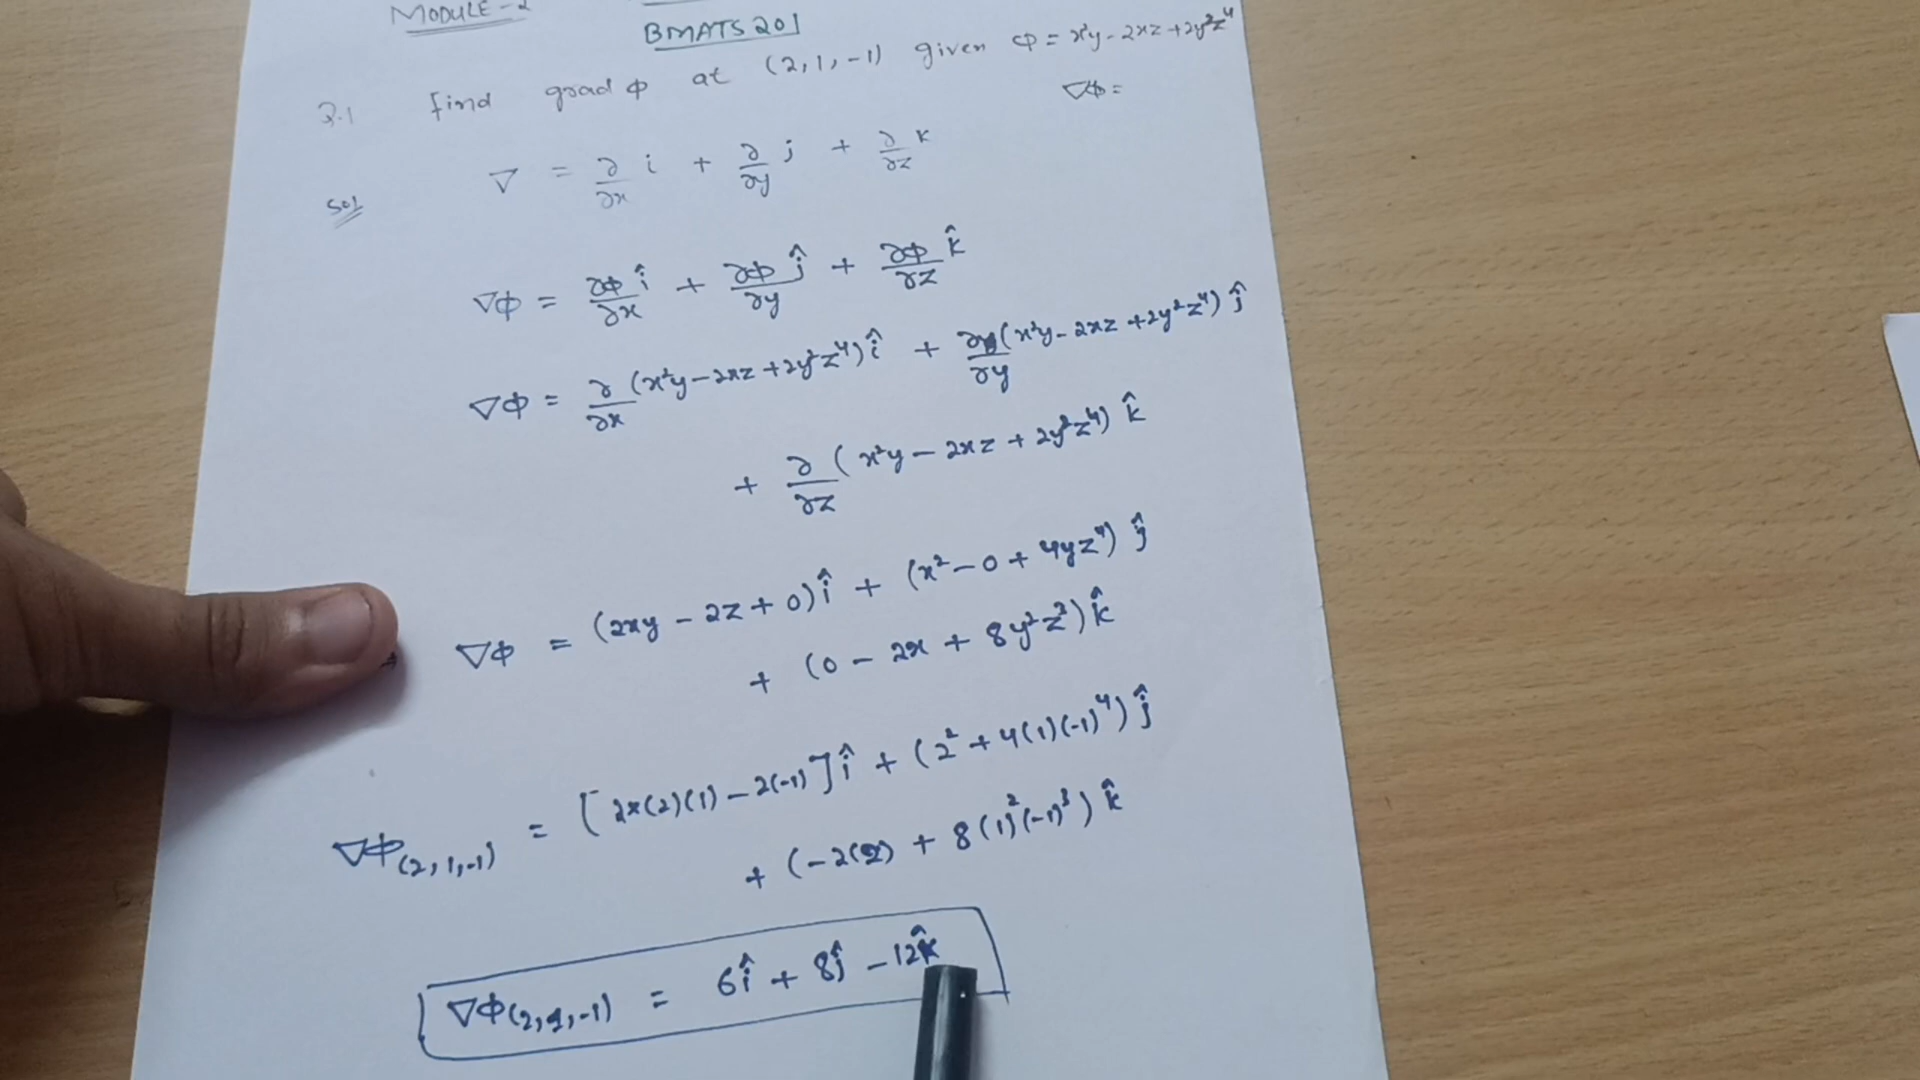 MODULE-2
BMATS201
Q.1 find grad φ at (2,1,-1) given φ = x²y - 2xz + 2y²z⁴
∇φ =
Sol ∇ = ∂/∂x i + ∂/∂y j + ∂/∂z k
∇φ = ∂φ/∂x î + ∂φ/∂y ĵ + ∂φ/∂z k̂
∇φ = ∂/∂x (x²y - 2xz + 2y²z⁴) î + ∂/∂y (x²y - 2xz + 2y²z⁴) ĵ
+ ∂/∂z (x²y - 2xz + 2y²z⁴) k̂
∇φ = (2xy - 2z + 0) î + (x² - 0 + 4yz⁴) ĵ
+ (0 - 2x + 8y²z³) k̂
∇φ(2,1,-1) = [2×(2)(1) - 2(-1)] î + (2² + 4(1)(-1)⁴) ĵ
+ (-2(2) + 8(1)²(-1)³) k̂
∇φ(2,1,-1) = 6î + 8ĵ - 12k̂